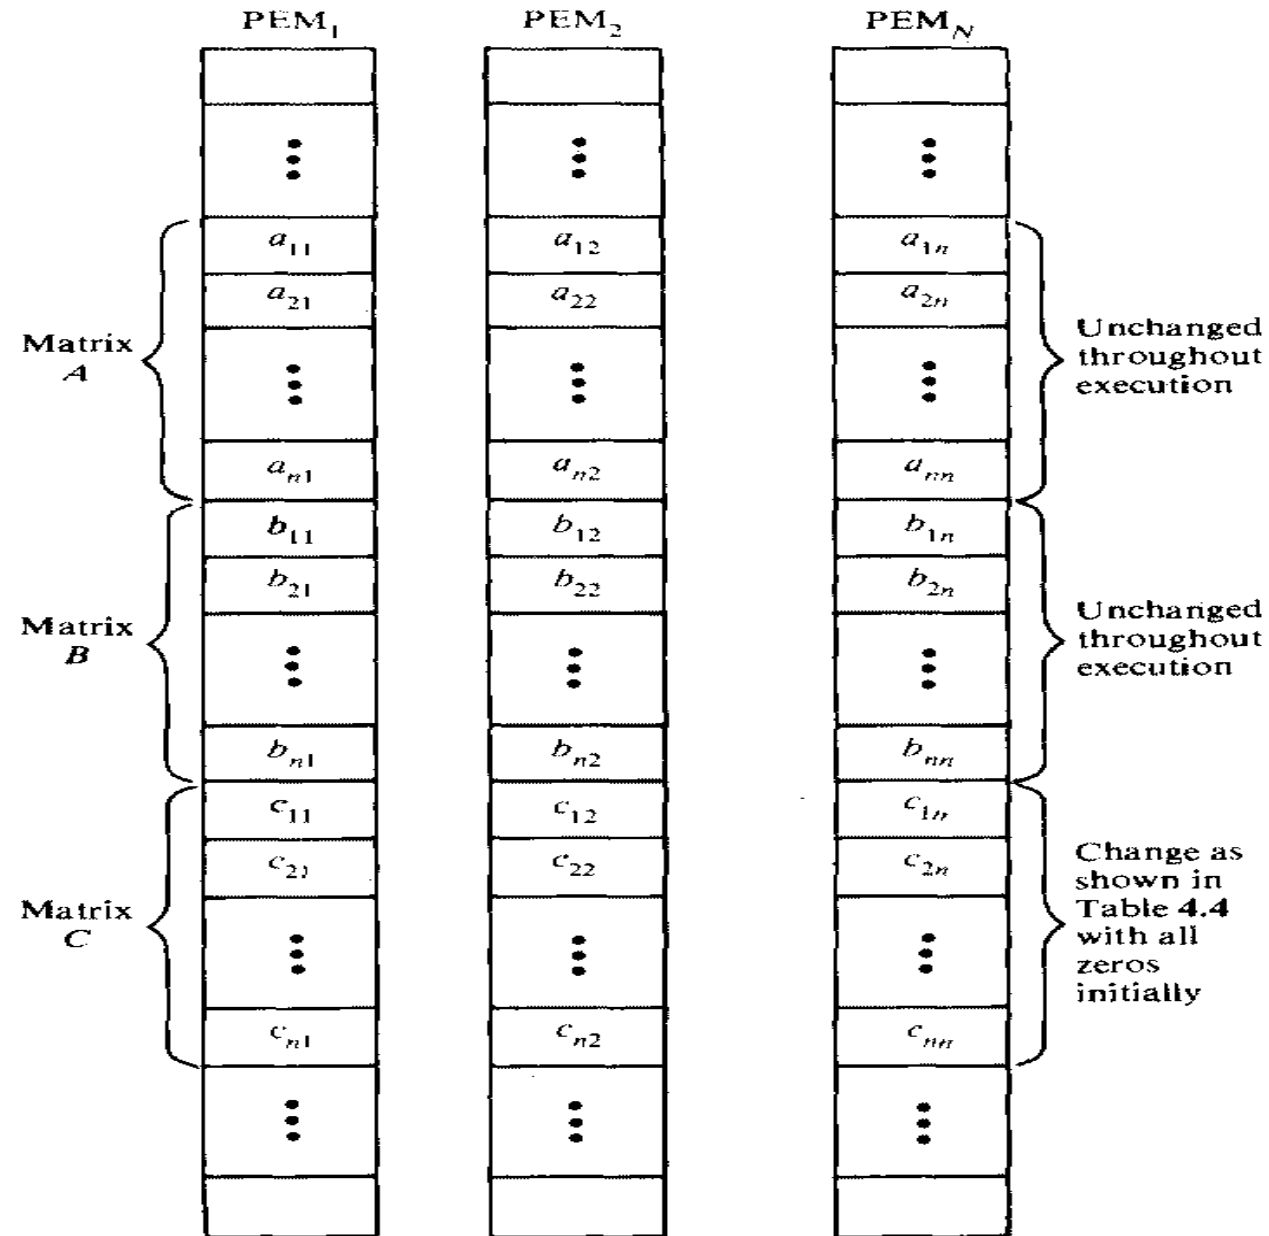 PEM₁ PEM₂ PEM_N
a₁₁ a₁₂ a₁ₙ
a₂₁ a₂₂ a₂ₙ
Matrix
A
Unchanged
throughout
execution
aₙ₁ aₙ₂ aₙₙ
b₁₁ b₁₂ b₁ₙ
b₂₁ b₂₂ b₂ₙ
Matrix
B
Unchanged
throughout
execution
bₙ₁ bₙ₂ bₙₙ
c₁₁ c₁₂ c₁ₙ
c₂₁ c₂₂ c₂ₙ
Matrix
C
Change as
shown in
Table 4.4
with all
zeros
initially
cₙ₁ cₙ₂ cₙₙ